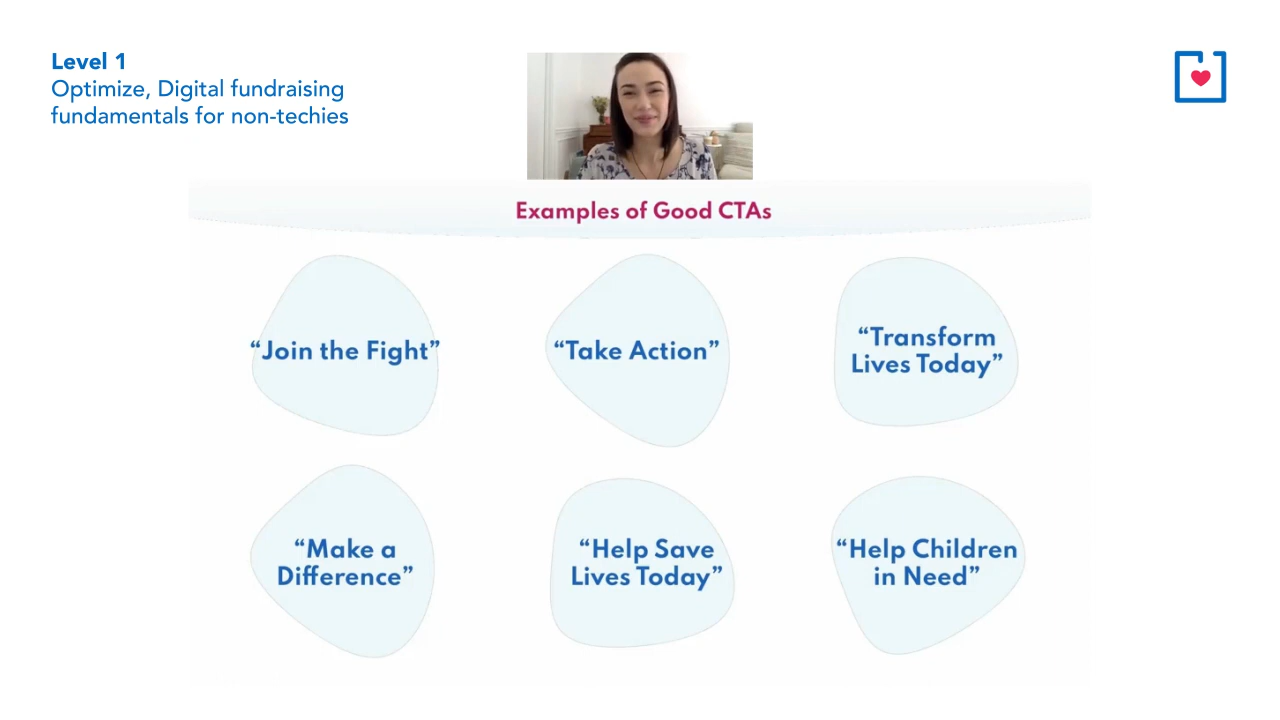 Level 1
Optimize, Digital fundraising
fundamentals for non-techies
Examples of Good CTAs
“Join the Fight”
“Take Action”
“Transform
Lives Today”
“Make a
Difference”
“Help Save
Lives Today”
“Help Children
in Need”